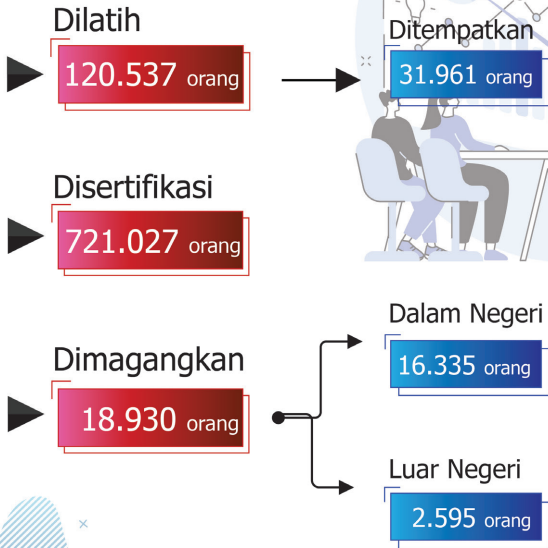 Dilatih
120.537 orang
Ditempatkan
31.961 orang
Disertifikasi
721.027 orang
Dimagangkan
18.930 orang
Dalam Negeri
16.335 orang
Luar Negeri
2.595 orang